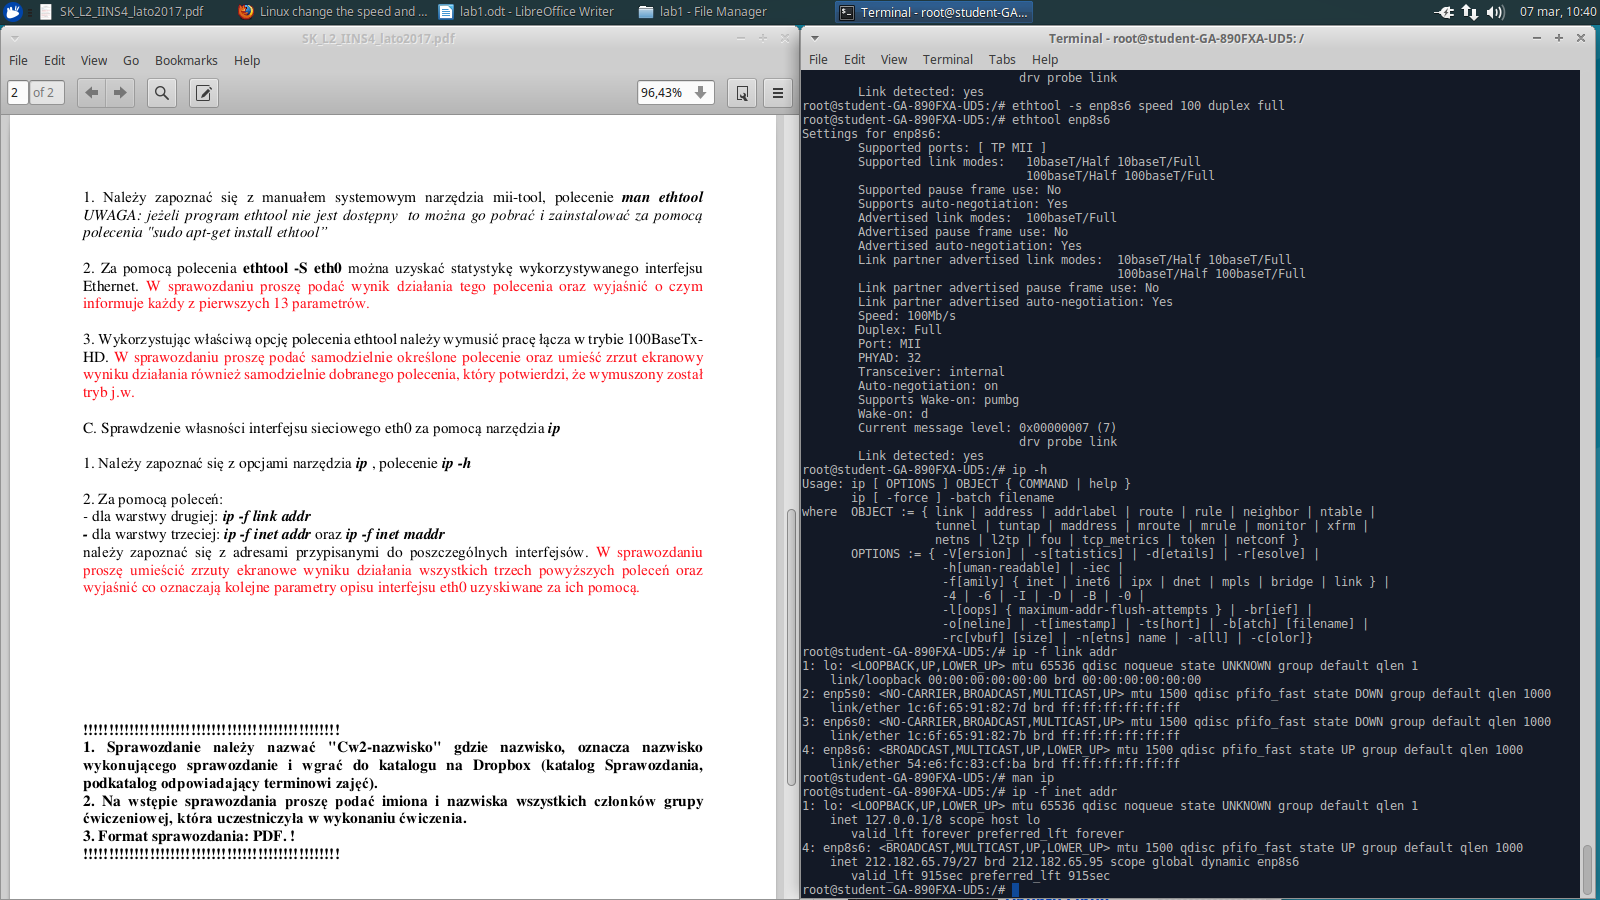 SK_L2_IINS4_lato2017.pdf
Linux change the speed and ...
lab1.odt - LibreOffice Writer
lab1 - File Manager
Terminal - root@student-GA...
07 mar, 10:40
SK_L2_IINS4_lato2017.pdf
File Edit View Go Bookmarks Help
2 of 2
96,43%
1. Należy zapoznać się z manuałem systemowym narzędzia mii-tool, polecenie man ethtool
UWAGA: jeżeli program ethtool nie jest dostępny to można go pobrać i zainstalować za pomocą
polecenia "sudo apt-get install ethtool”
2. Za pomocą polecenia ethtool -S eth0 można uzyskać statystykę wykorzystywanego interfejsu
Ethernet. W sprawozdaniu proszę podać wynik działania tego polecenia oraz wyjaśnić o czym
informuje każdy z pierwszych 13 parametrów.
3. Wykorzystując właściwą opcję polecenia ethtool należy wymusić pracę łącza w trybie 100BaseTx-
HD. W sprawozdaniu proszę podać samodzielnie określone polecenie oraz umieść zrzut ekranowy
wyniku działania również samodzielnie dobranego polecenia, który potwierdzi, że wymuszony został
tryb j.w.
C. Sprawdzenie własności interfejsu sieciowego eth0 za pomocą narzędzia ip
1. Należy zapoznać się z opcjami narzędzia ip , polecenie ip -h
2. Za pomocą poleceń:
- dla warstwy drugiej: ip -f link addr
- dla warstwy trzeciej: ip -f inet addr oraz ip -f inet maddr
należy zapoznać się z adresami przypisanymi do poszczególnych interfejsów. W sprawozdaniu
proszę umieścić zrzuty ekranowe wyniku działania wszystkich trzech powyższych poleceń oraz
wyjaśnić co oznaczają kolejne parametry opisu interfejsu eth0 uzyskiwane za ich pomocą.
!!!!!!!!!!!!!!!!!!!!!!!!!!!!!!!!!!!!!!!!!!!!!!!!!
1. Sprawozdanie należy nazwać "Cw2-nazwisko" gdzie nazwisko, oznacza nazwisko
wykonującego sprawozdanie i wgrać do katalogu na Dropbox (katalog Sprawozdania,
podkatalog odpowiadający terminowi zajęć).
2. Na wstępie sprawozdania proszę podać imiona i nazwiska wszystkich członków grupy
ćwiczeniowej, która uczestniczyła w wykonaniu ćwiczenia.
3. Format sprawozdania: PDF. !
!!!!!!!!!!!!!!!!!!!!!!!!!!!!!!!!!!!!!!!!!!!!!!!!!
Terminal - root@student-GA-890FXA-UD5: /
File Edit View Terminal Tabs Help
drv probe link
Link detected: yes
root@student-GA-890FXA-UD5:/# ethtool -s enp8s6 speed 100 duplex full
root@student-GA-890FXA-UD5:/# ethtool enp8s6
Settings for enp8s6:
Supported ports: [ TP MII ]
Supported link modes: 10baseT/Half 10baseT/Full
100baseT/Half 100baseT/Full
Supported pause frame use: No
Supports auto-negotiation: Yes
Advertised link modes: 100baseT/Full
Advertised pause frame use: No
Advertised auto-negotiation: Yes
Link partner advertised link modes: 10baseT/Half 10baseT/Full
100baseT/Half 100baseT/Full
Link partner advertised pause frame use: No
Link partner advertised auto-negotiation: Yes
Speed: 100Mb/s
Duplex: Full
Port: MII
PHYAD: 32
Transceiver: internal
Auto-negotiation: on
Supports Wake-on: pumbg
Wake-on: d
Current message level: 0x00000007 (7)
drv probe link
Link detected: yes
root@student-GA-890FXA-UD5:/# ip -h
Usage: ip [ OPTIONS ] OBJECT { COMMAND | help }
ip [ -force ] -batch filename
where OBJECT := { link | address | addrlabel | route | rule | neighbor | ntable |
tunnel | tuntap | maddress | mroute | mrule | monitor | xfrm |
netns | l2tp | fou | tcp_metrics | token | netconf }
OPTIONS := { -V[ersion] | -s[tatistics] | -d[etails] | -r[esolve] |
-h[uman-readable] | -iec |
-f[amily] { inet | inet6 | ipx | dnet | mpls | bridge | link } |
-4 | -6 | -I | -D | -B | -0 |
-l[oops] { maximum-addr-flush-attempts } | -br[ief] |
-o[neline] | -t[imestamp] | -ts[hort] | -b[atch] [filename] |
-rc[vbuf] [size] | -n[etns] name | -a[ll] | -c[olor]}
root@student-GA-890FXA-UD5:/# ip -f link addr
1: lo: <LOOPBACK,UP,LOWER_UP> mtu 65536 qdisc noqueue state UNKNOWN group default qlen 1
link/loopback 00:00:00:00:00:00 brd 00:00:00:00:00:00
2: enp5s0: <NO-CARRIER,BROADCAST,MULTICAST,UP> mtu 1500 qdisc pfifo_fast state DOWN group default qlen 1000
link/ether 1c:6f:65:91:82:7d brd ff:ff:ff:ff:ff:ff
3: enp6s0: <NO-CARRIER,BROADCAST,MULTICAST,UP> mtu 1500 qdisc pfifo_fast state DOWN group default qlen 1000
link/ether 1c:6f:65:91:82:7b brd ff:ff:ff:ff:ff:ff
4: enp8s6: <BROADCAST,MULTICAST,UP,LOWER_UP> mtu 1500 qdisc pfifo_fast state UP group default qlen 1000
link/ether 54:e6:fc:83:cf:ba brd ff:ff:ff:ff:ff:ff
root@student-GA-890FXA-UD5:/# man ip
root@student-GA-890FXA-UD5:/# ip -f inet addr
1: lo: <LOOPBACK,UP,LOWER_UP> mtu 65536 qdisc noqueue state UNKNOWN group default qlen 1
inet 127.0.0.1/8 scope host lo
valid_lft forever preferred_lft forever
4: enp8s6: <BROADCAST,MULTICAST,UP,LOWER_UP> mtu 1500 qdisc pfifo_fast state UP group default qlen 1000
inet 212.182.65.79/27 brd 212.182.65.95 scope global dynamic enp8s6
valid_lft 915sec preferred_lft 915sec
root@student-GA-890FXA-UD5:/#